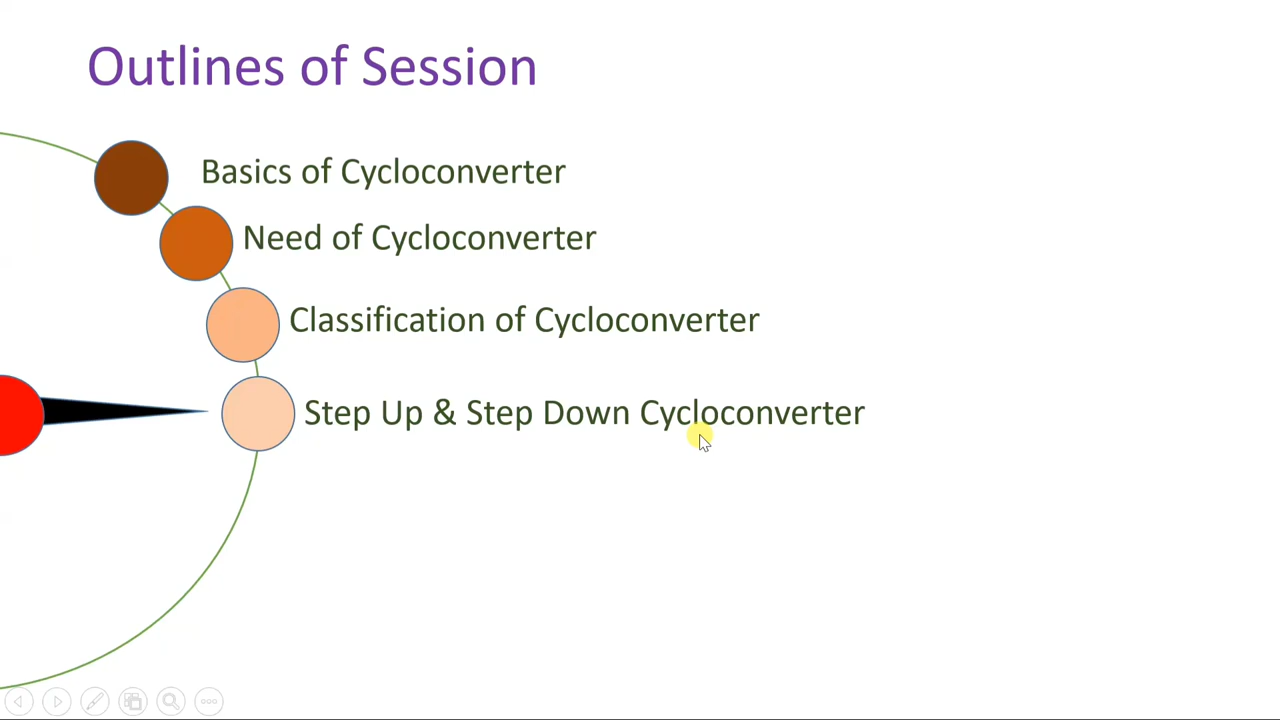 Outlines of Session
Basics of Cycloconverter
Need of Cycloconverter
Classification of Cycloconverter
Step Up & Step Down Cycloconverter